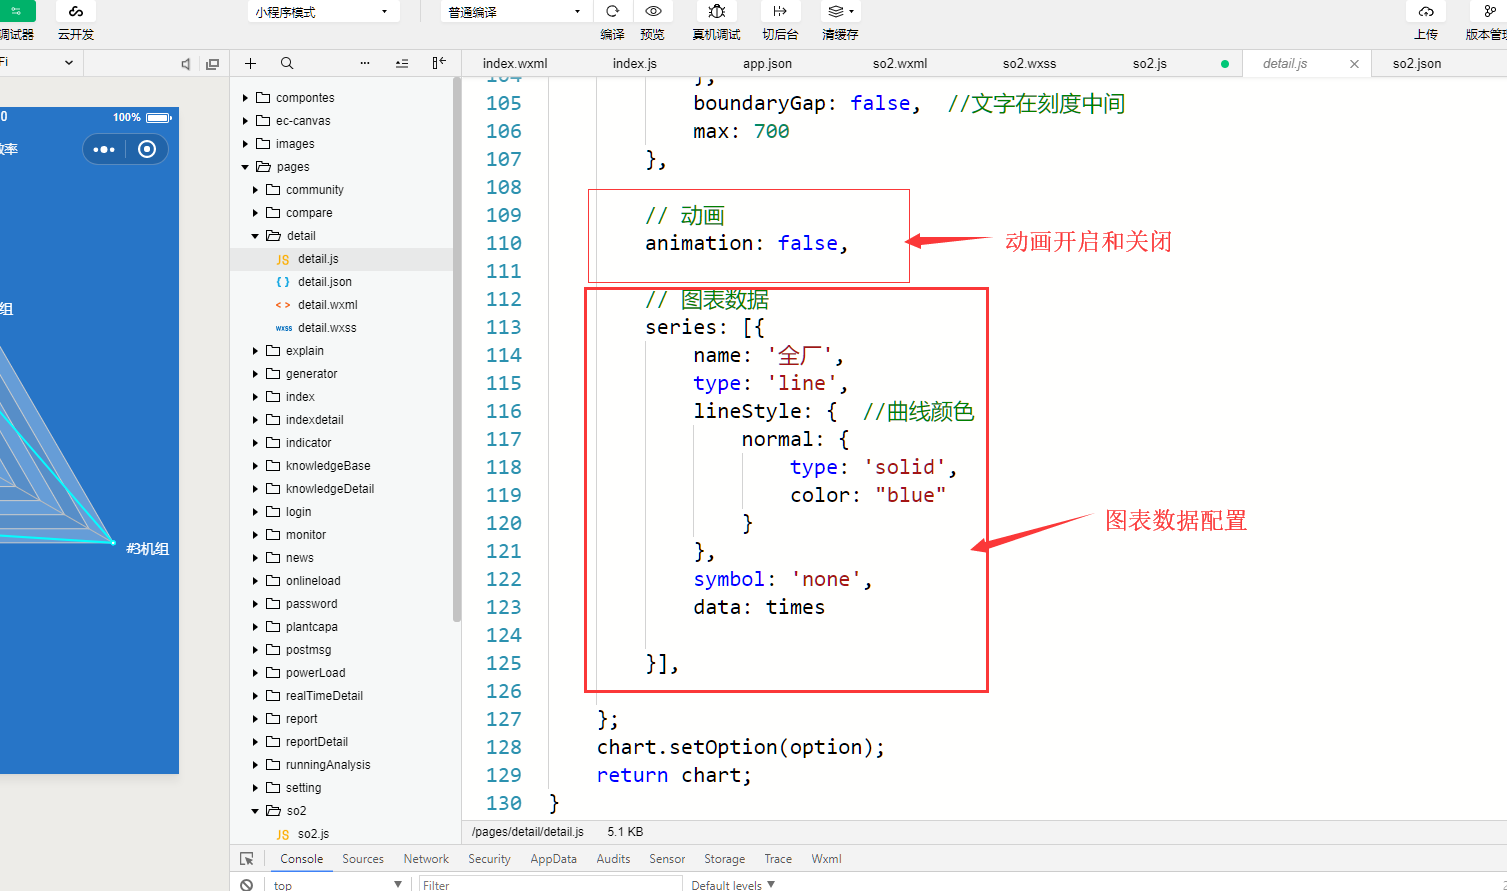 小程序模式
普通编译
调试器
云开发
编译
预览
真机调试
切后台
清缓存
上传
版本管理
Fi
index.wxml
index.js
app.json
so2.wxml
so2.wxss
so2.js
detail.js
so2.json
0
100%
效率
组
#3机组
compontes
ec-canvas
images
pages
community
compare
detail
JS detail.js
{ } detail.json
< > detail.wxml
wxss detail.wxss
explain
generator
index
indexdetail
indicator
knowledgeBase
knowledgeDetail
login
monitor
news
onlineload
password
plantcapa
postmsg
powerLoad
realTimeDetail
report
reportDetail
runningAnalysis
setting
so2
JS so2.js
104 },
105 boundaryGap: false, //文字在刻度中间
106 max: 700
107 },
108
109 // 动画
110 animation: false,
动画开启和关闭
111
112 // 图表数据
113 series: [{
114 name: '全厂',
115 type: 'line',
116 lineStyle: { //曲线颜色
117 normal: {
118 type: 'solid',
119 color: "blue"
120 }
图表数据配置
121 },
122 symbol: 'none',
123 data: times
124
125 }],
126
127 };
128 chart.setOption(option);
129 return chart;
130 }
/pages/detail/detail.js 5.1 KB
Console Sources Network Security AppData Audits Sensor Storage Trace Wxml
top
Filter
Default levels